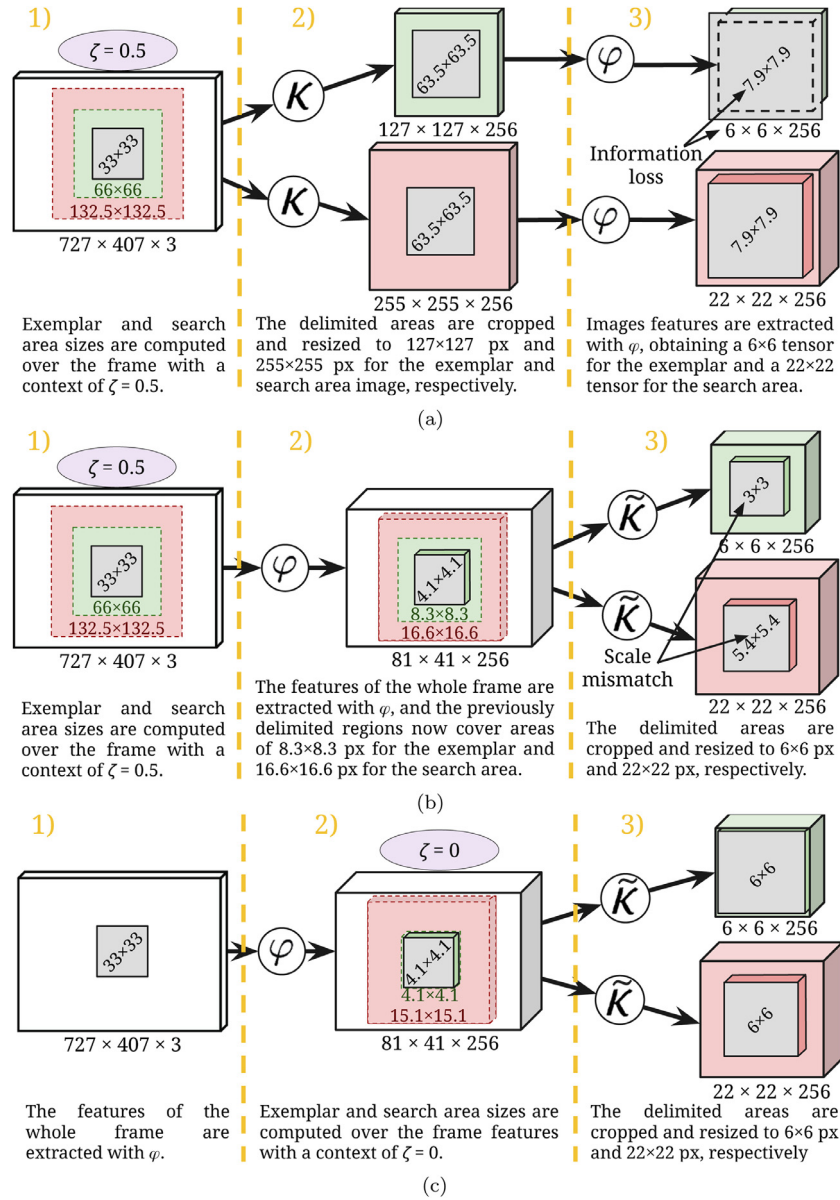 1)
2)
3)
ζ = 0.5
33×33
66×66
132.5×132.5
727 × 407 × 3
K
K
63.5×63.5
127 × 127 × 256
63.5×63.5
255 × 255 × 256
φ
φ
7.9×7.9
6 × 6 × 256
Information
loss
7.9×7.9
22 × 22 × 256
Exemplar and search
area sizes are computed
over the frame with a
context of ζ = 0.5.
The delimited areas are cropped
and resized to 127×127 px and
255×255 px for the exemplar and
search area image, respectively.
Images features are extracted
with φ, obtaining a 6×6 tensor
for the exemplar and a 22×22
tensor for the search area.
(a)
1)
2)
3)
ζ = 0.5
33×33
66×66
132.5×132.5
727 × 407 × 3
φ
4.1×4.1
8.3×8.3
16.6×16.6
81 × 41 × 256
K̃
K̃
3×3
6 × 6 × 256
Scale
mismatch
5.4×5.4
22 × 22 × 256
Exemplar and search
area sizes are computed
over the frame with a
context of ζ = 0.5.
The features of the whole frame are
extracted with φ, and the previously
delimited regions now cover areas
of 8.3×8.3 px for the exemplar and
16.6×16.6 px for the search area.
The delimited areas are
cropped and resized to 6×6 px
and 22×22 px, respectively.
(b)
1)
2)
3)
33×33
727 × 407 × 3
φ
ζ = 0
4.1×4.1
4.1×4.1
15.1×15.1
81 × 41 × 256
K̃
K̃
6×6
6 × 6 × 256
6×6
22 × 22 × 256
The features of the
whole frame are
extracted with φ.
Exemplar and search area sizes are
computed over the frame features
with a context of ζ = 0.
The delimited areas are
cropped and resized to 6×6 px
and 22×22 px, respectively
(c)